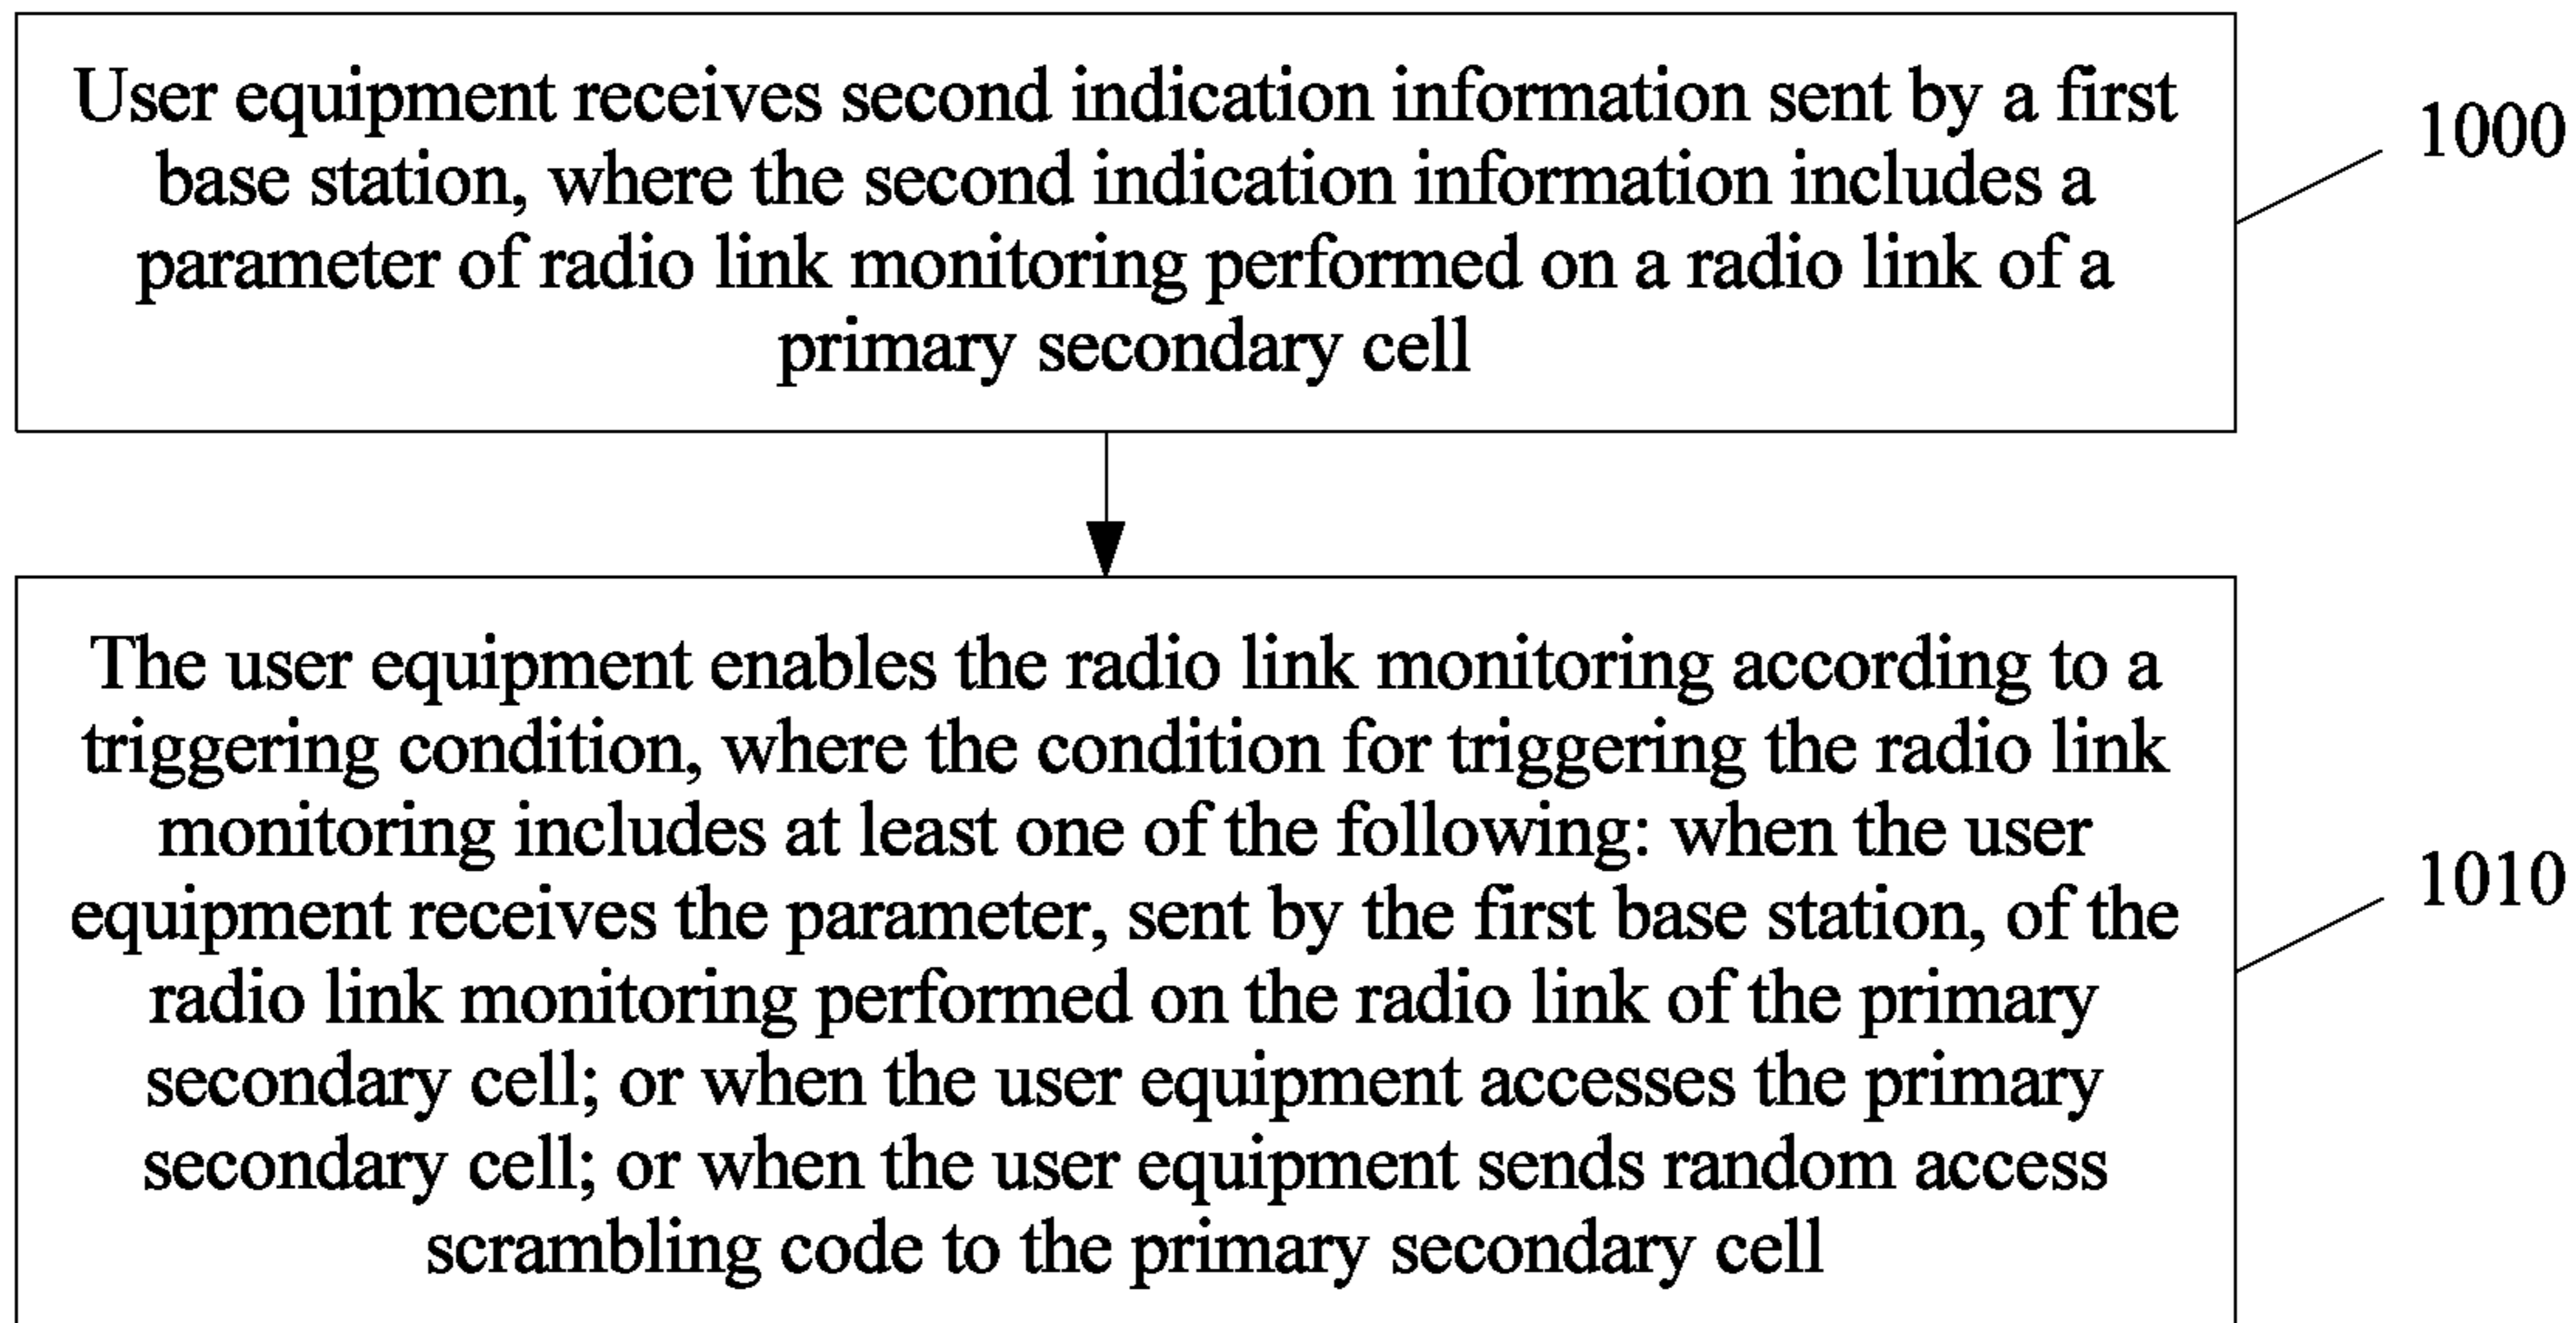 User equipment receives second indication information sent by a first
base station, where the second indication information includes a
parameter of radio link monitoring performed on a radio link of a
primary secondary cell
1000
The user equipment enables the radio link monitoring according to a
triggering condition, where the condition for triggering the radio link
monitoring includes at least one of the following: when the user
equipment receives the parameter, sent by the first base station, of the
radio link monitoring performed on the radio link of the primary
secondary cell; or when the user equipment accesses the primary
secondary cell; or when the user equipment sends random access
scrambling code to the primary secondary cell
1010